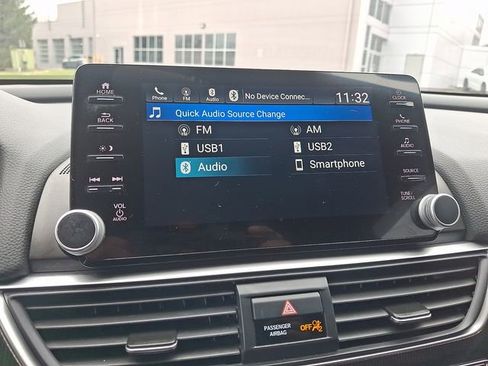 HOME
BACK
VOL
AUDIO
Phone FM Audio No Device Connec... 11:32
Quick Audio Source Change
FM AM
USB1 USB2
Audio Smartphone
CLOCK
PHONE
AUDIO
SOURCE
TUNE/
SCROLL
PASSENGER
AIRBAG
OFF